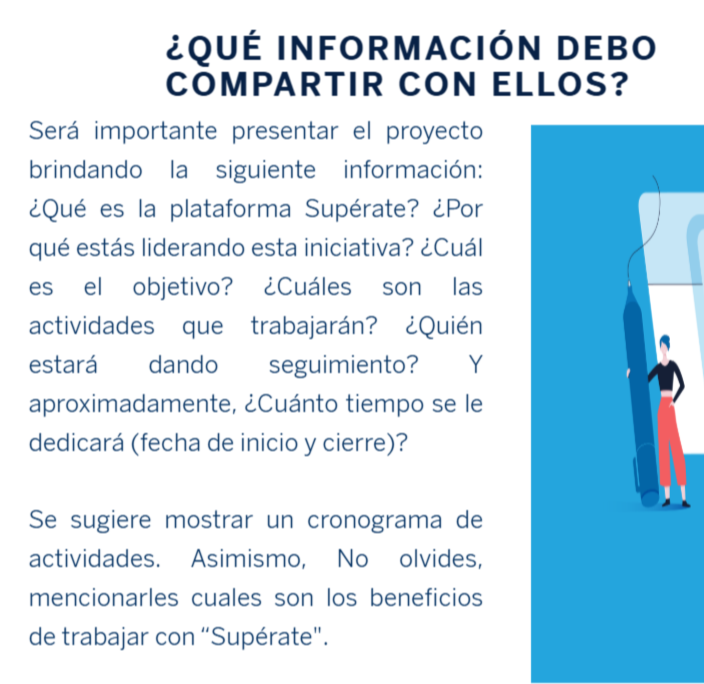 ¿QUÉ INFORMACIÓN DEBO
COMPARTIR CON ELLOS?
Será importante presentar el proyecto
brindando la siguiente información:
¿Qué es la plataforma Supérate? ¿Por
qué estás liderando esta iniciativa? ¿Cuál
es el objetivo? ¿Cuáles son las
actividades que trabajarán? ¿Quién
estará dando seguimiento? Y
aproximadamente, ¿Cuánto tiempo se le
dedicará (fecha de inicio y cierre)?
Se sugiere mostrar un cronograma de
actividades. Asimismo, No olvides,
mencionarles cuales son los beneficios
de trabajar con “Supérate".